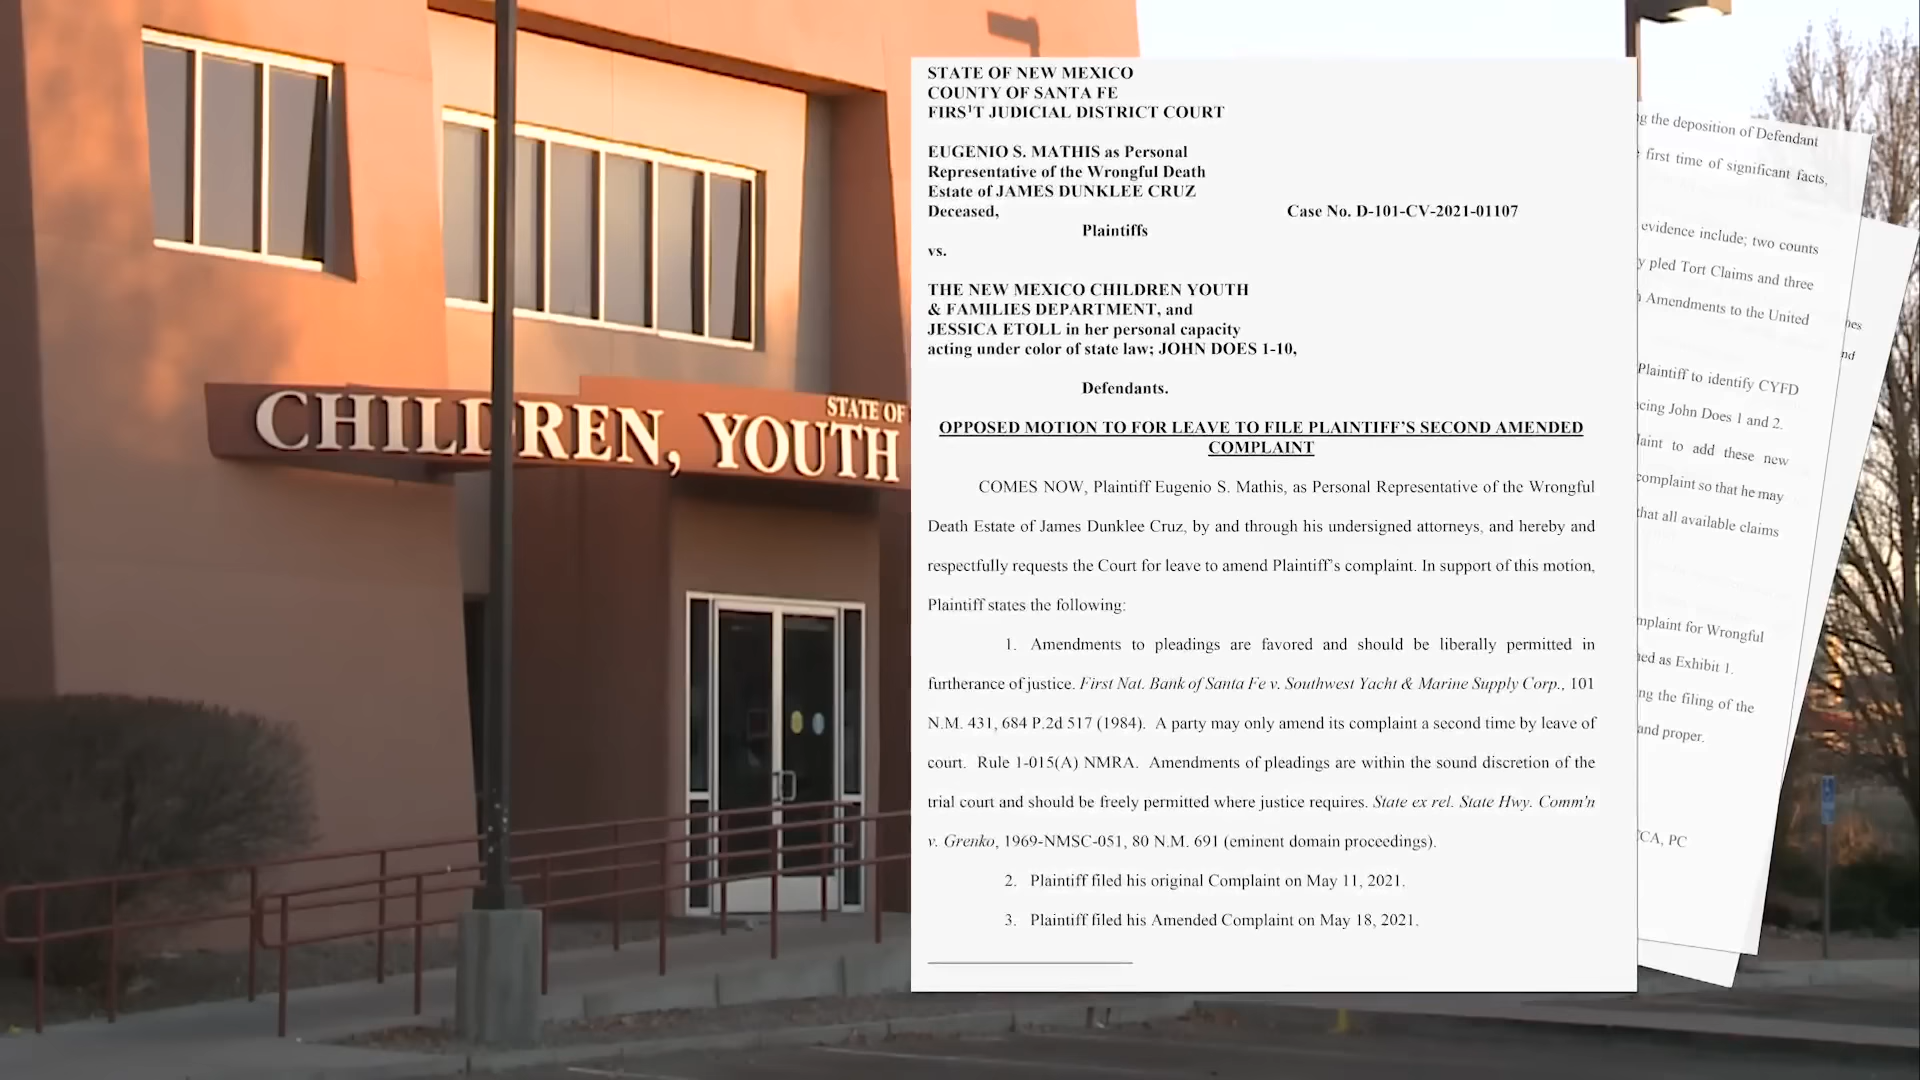 STATE OF
CHILDREN, YOUTH
STATE OF NEW MEXICO
COUNTY OF SANTA FE
FIRS¹T JUDICIAL DISTRICT COURT
EUGENIO S. MATHIS as Personal
Representative of the Wrongful Death
Estate of JAMES DUNKLEE CRUZ
Deceased,
Case No. D-101-CV-2021-01107
Plaintiffs
vs.
THE NEW MEXICO CHILDREN YOUTH
& FAMILIES DEPARTMENT, and
JESSICA ETOLL in her personal capacity
acting under color of state law; JOHN DOES 1-10,
Defendants.
OPPOSED MOTION TO FOR LEAVE TO FILE PLAINTIFF'S SECOND AMENDED
COMPLAINT
COMES NOW, Plaintiff Eugenio S. Mathis, as Personal Representative of the Wrongful
Death Estate of James Dunklee Cruz, by and through his undersigned attorneys, and hereby and
respectfully requests the Court for leave to amend Plaintiff's complaint. In support of this motion,
Plaintiff states the following:
1. Amendments to pleadings are favored and should be liberally permitted in
furtherance of justice. First Nat. Bank of Santa Fe v. Southwest Yacht & Marine Supply Corp., 101
N.M. 431, 684 P.2d 517 (1984). A party may only amend its complaint a second time by leave of
court. Rule 1-015(A) NMRA. Amendments of pleadings are within the sound discretion of the
trial court and should be freely permitted where justice requires. State ex rel. State Hwy. Comm'n
v. Grenko, 1969-NMSC-051, 80 N.M. 691 (eminent domain proceedings).
2. Plaintiff filed his original Complaint on May 11, 2021.
3. Plaintiff filed his Amended Complaint on May 18, 2021.
the deposition of Defendant
first time of significant facts,
evidence include; two counts
pled Tort Claims and three
Amendments to the United
Plaintiff to identify CYFD
John Does 1 and 2.
to add these new
complaint so that he may
that all available claims
for Wrongful
as Exhibit 1.
the filing of the
and proper.
PC